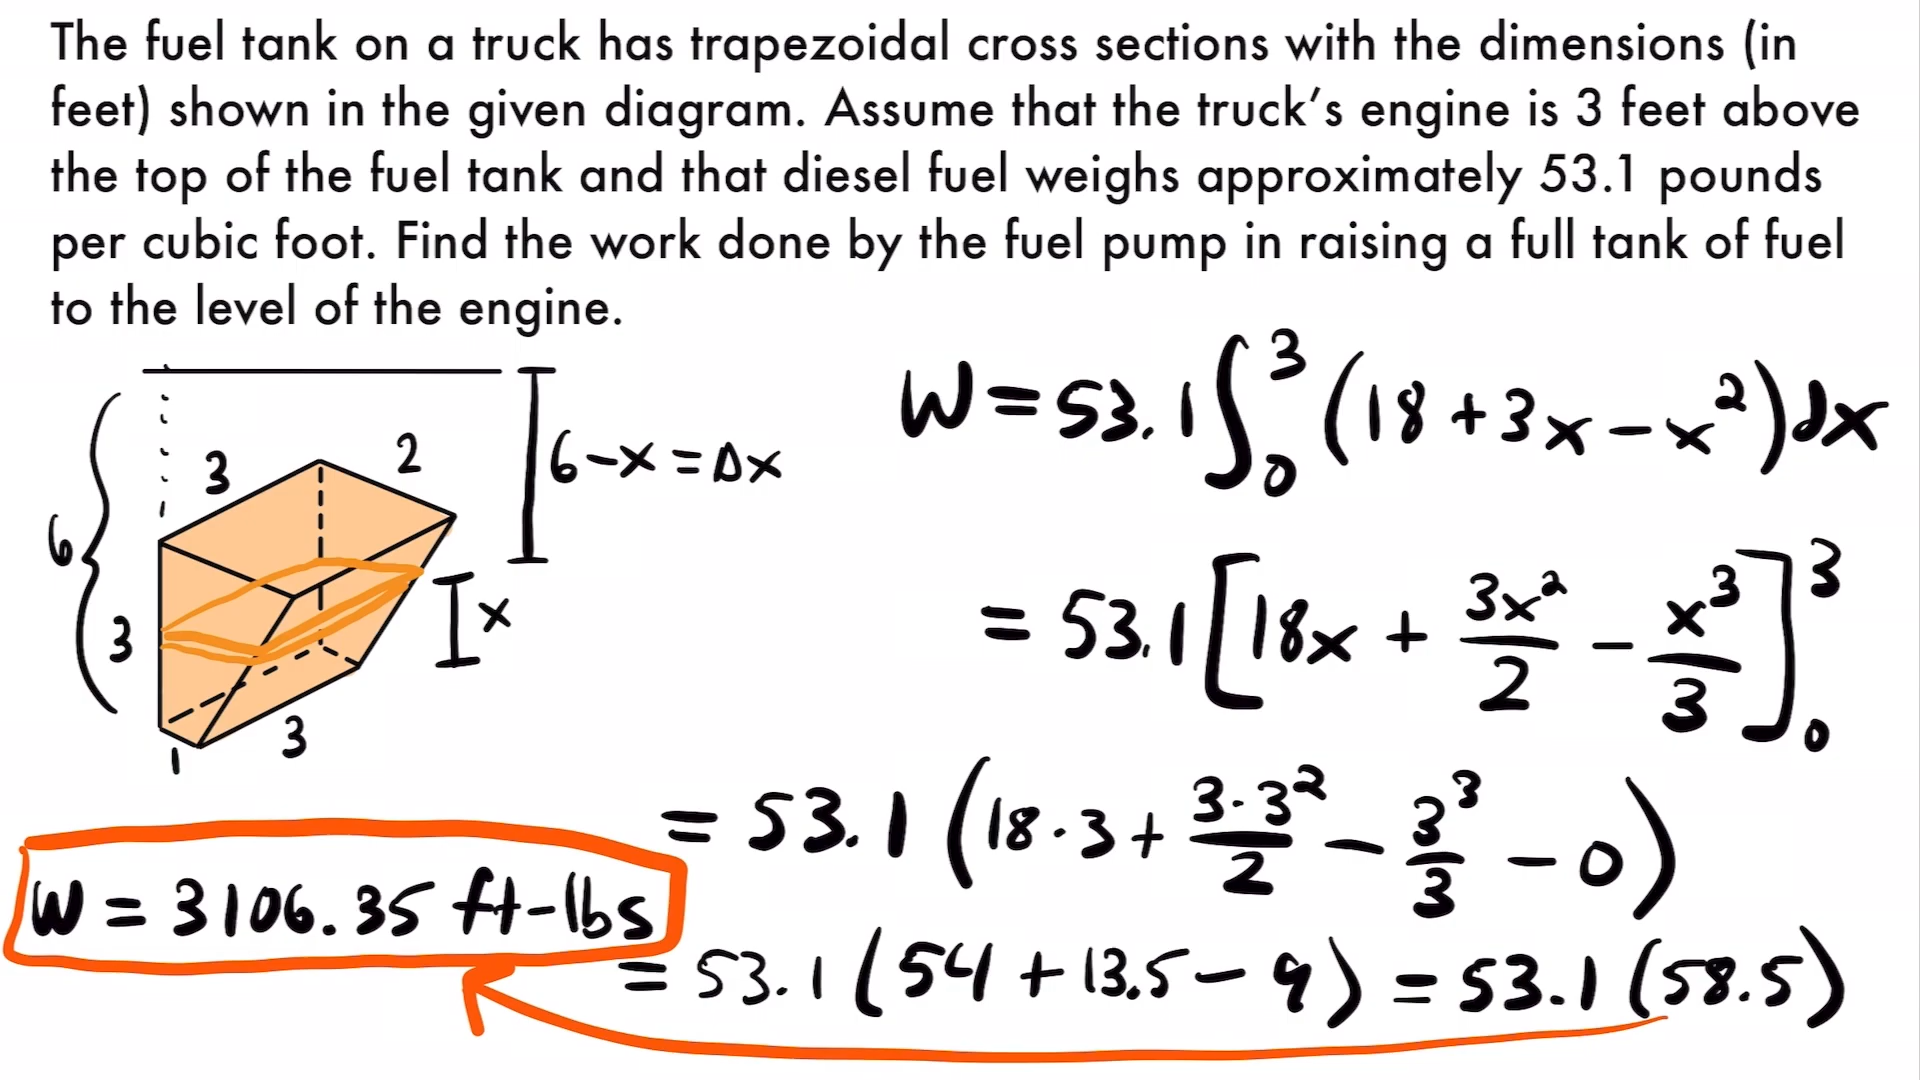 The fuel tank on a truck has trapezoidal cross sections with the dimensions (in
feet) shown in the given diagram. Assume that the truck's engine is 3 feet above
the top of the fuel tank and that diesel fuel weighs approximately 53.1 pounds
per cubic foot. Find the work done by the fuel pump in raising a full tank of fuel
to the level of the engine.
W = 53.1 ∫₀³ (18 + 3x - x²) dx
6 - x = Δx
3 2
6
3
x
3
1
= 53.1 [18x + 3x²/2 - x³/3]₀³
= 53.1 (18·3 + 3·3²/2 - 3³/3 - 0)
= 53.1 (54 + 13.5 - 9) = 53.1 (58.5)
W = 3106.35 ft-lbs